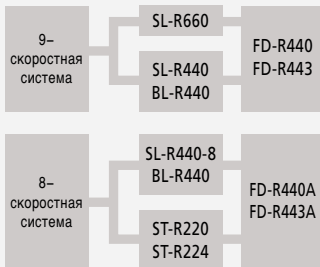 9–
скоростная
система
SL-R660
SL-R440
BL-R440
FD-R440
FD-R443
8–
скоростная
система
SL-R440-8
BL-R440
ST-R220
ST-R224
FD-R440A
FD-R443A